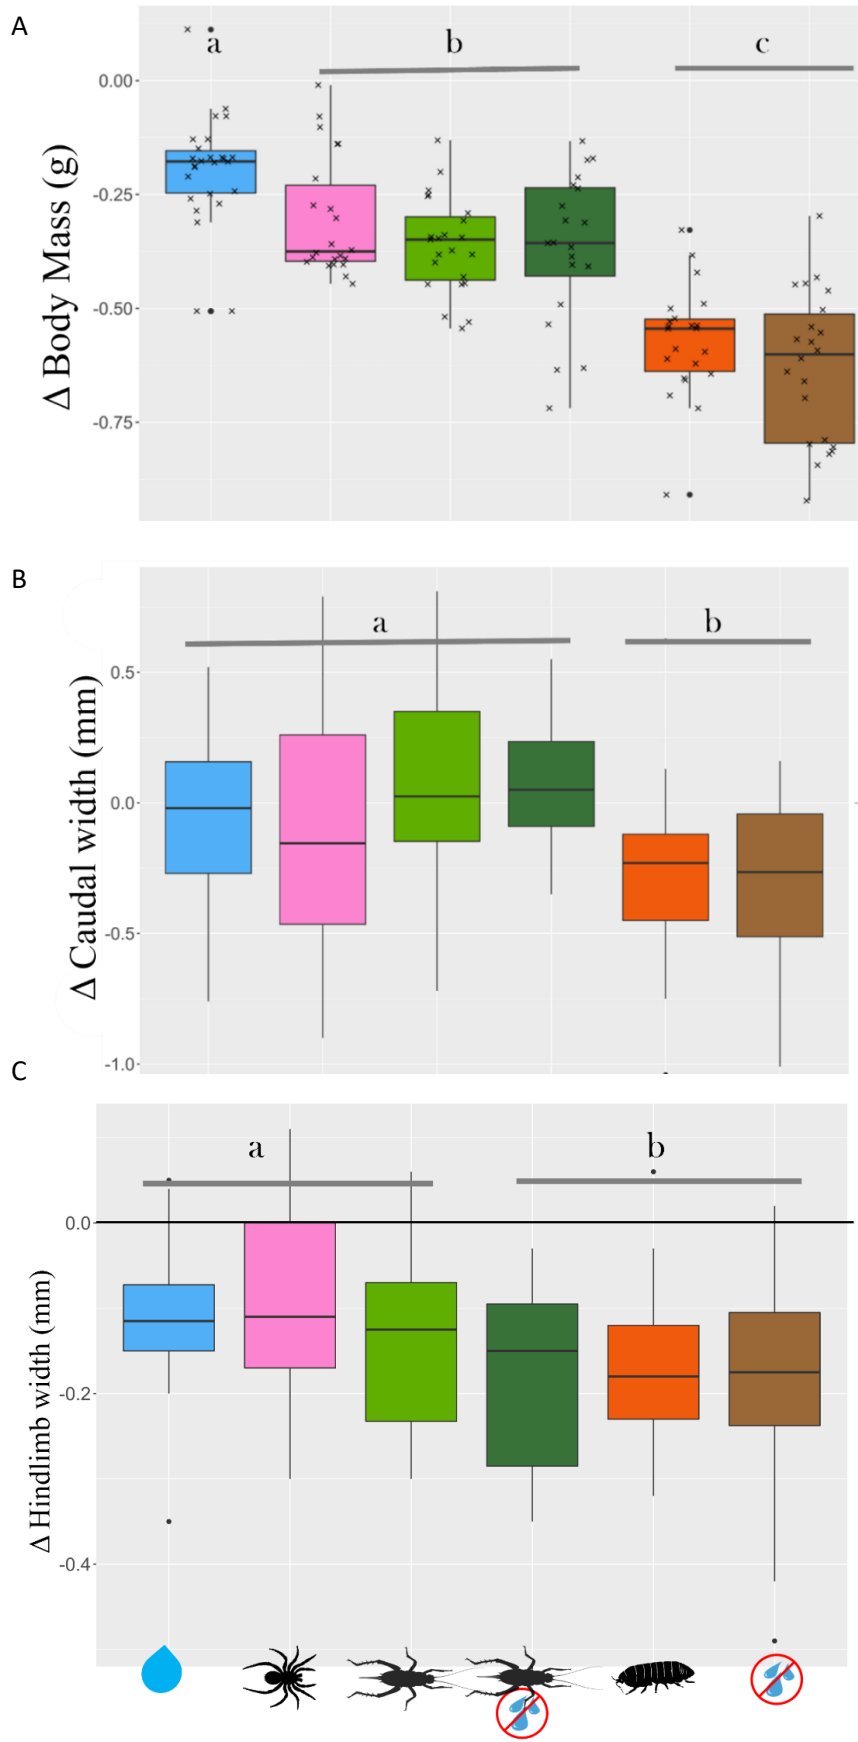 A
a
b
c
0.00
-0.25
-0.50
-0.75
Δ Body Mass (g)
B
a
b
0.5
0.0
-0.5
-1.0
Δ Caudal width (mm)
C
a
b
0.0
-0.2
-0.4
Δ Hindlimb width (mm)